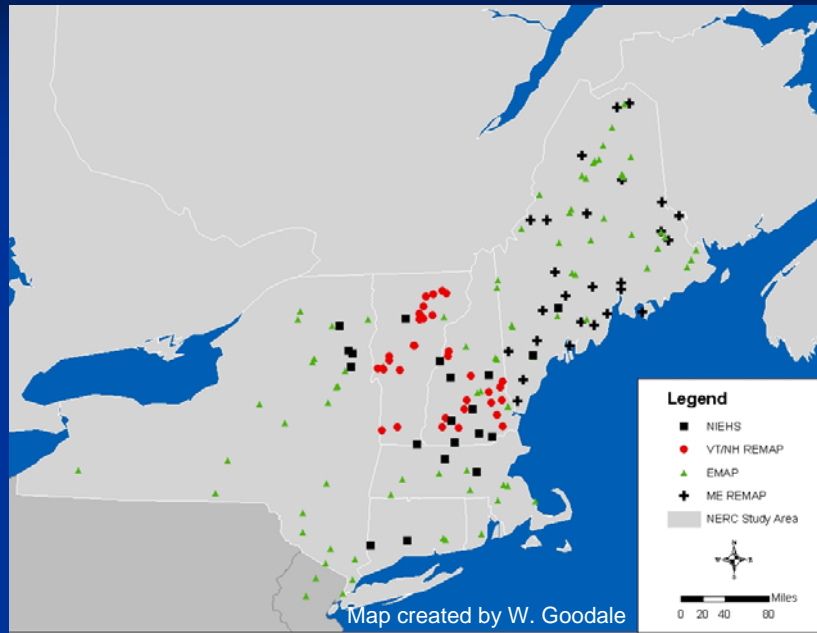 Legend
NIEHS
VT/NH REMAP
EMAP
ME REMAP
NERC Study Area
N
W E
S
Miles
0 20 40 80
Map created by W. Goodale